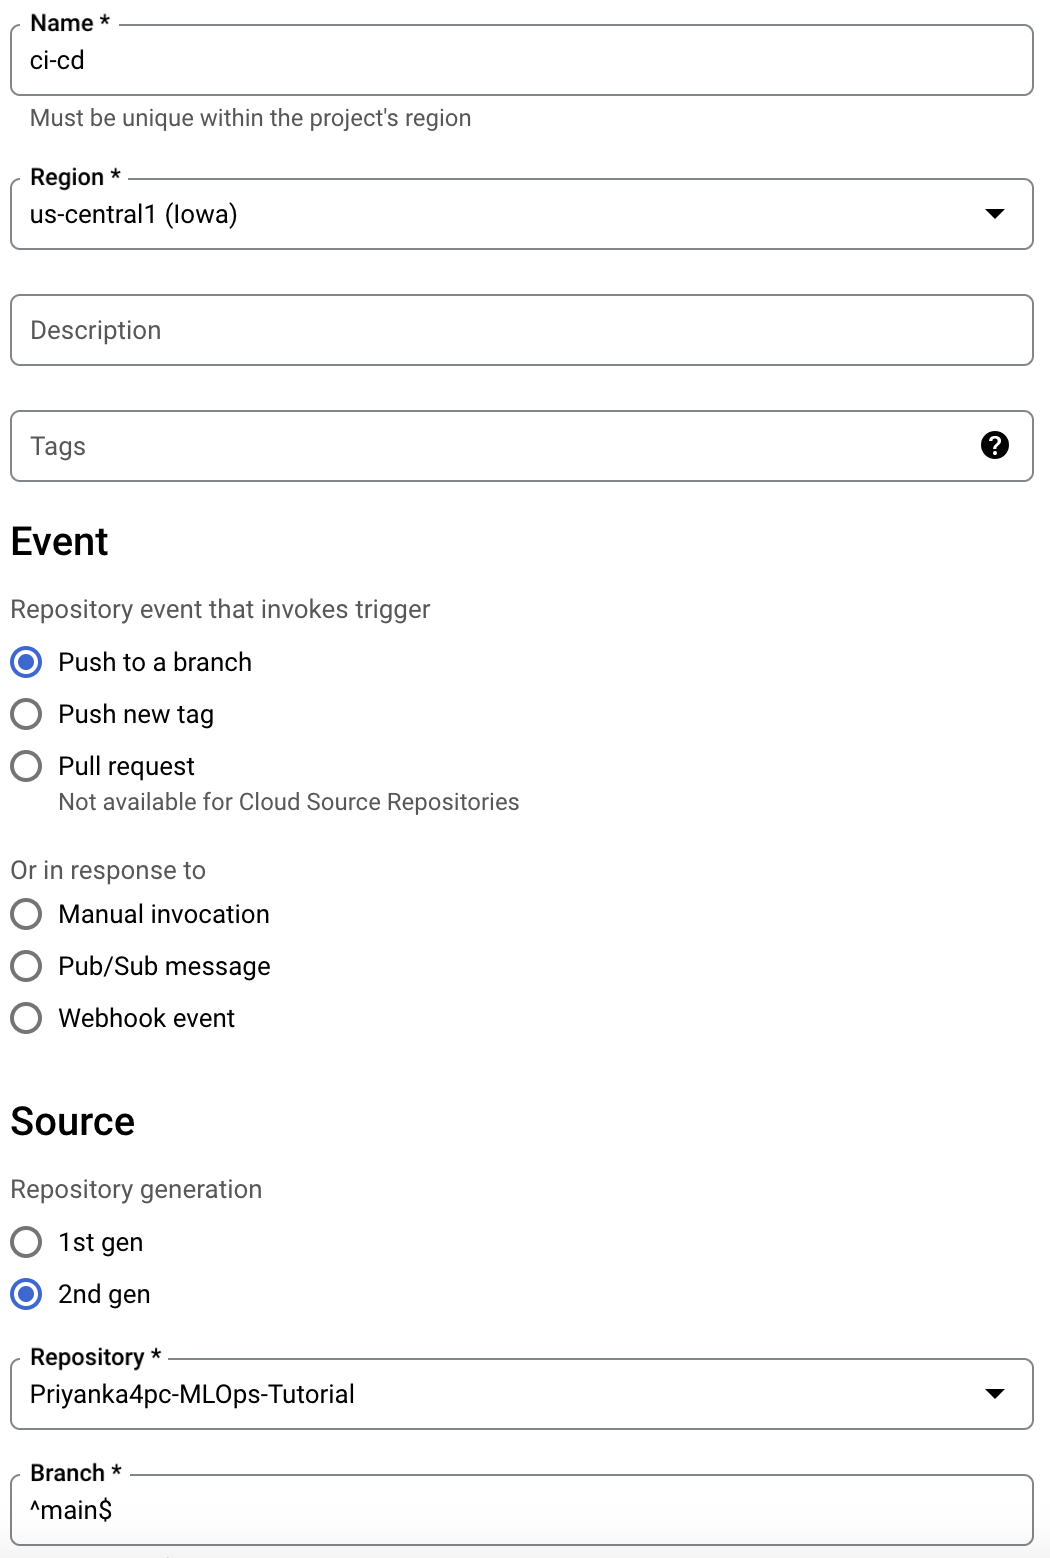 Name *
ci-cd
Must be unique within the project's region
Region *
us-central1 (Iowa)
Description
Tags
Event
Repository event that invokes trigger
Push to a branch
Push new tag
Pull request
Not available for Cloud Source Repositories
Or in response to
Manual invocation
Pub/Sub message
Webhook event
Source
Repository generation
1st gen
2nd gen
Repository *
Priyanka4pc-MLOps-Tutorial
Branch *
^main$